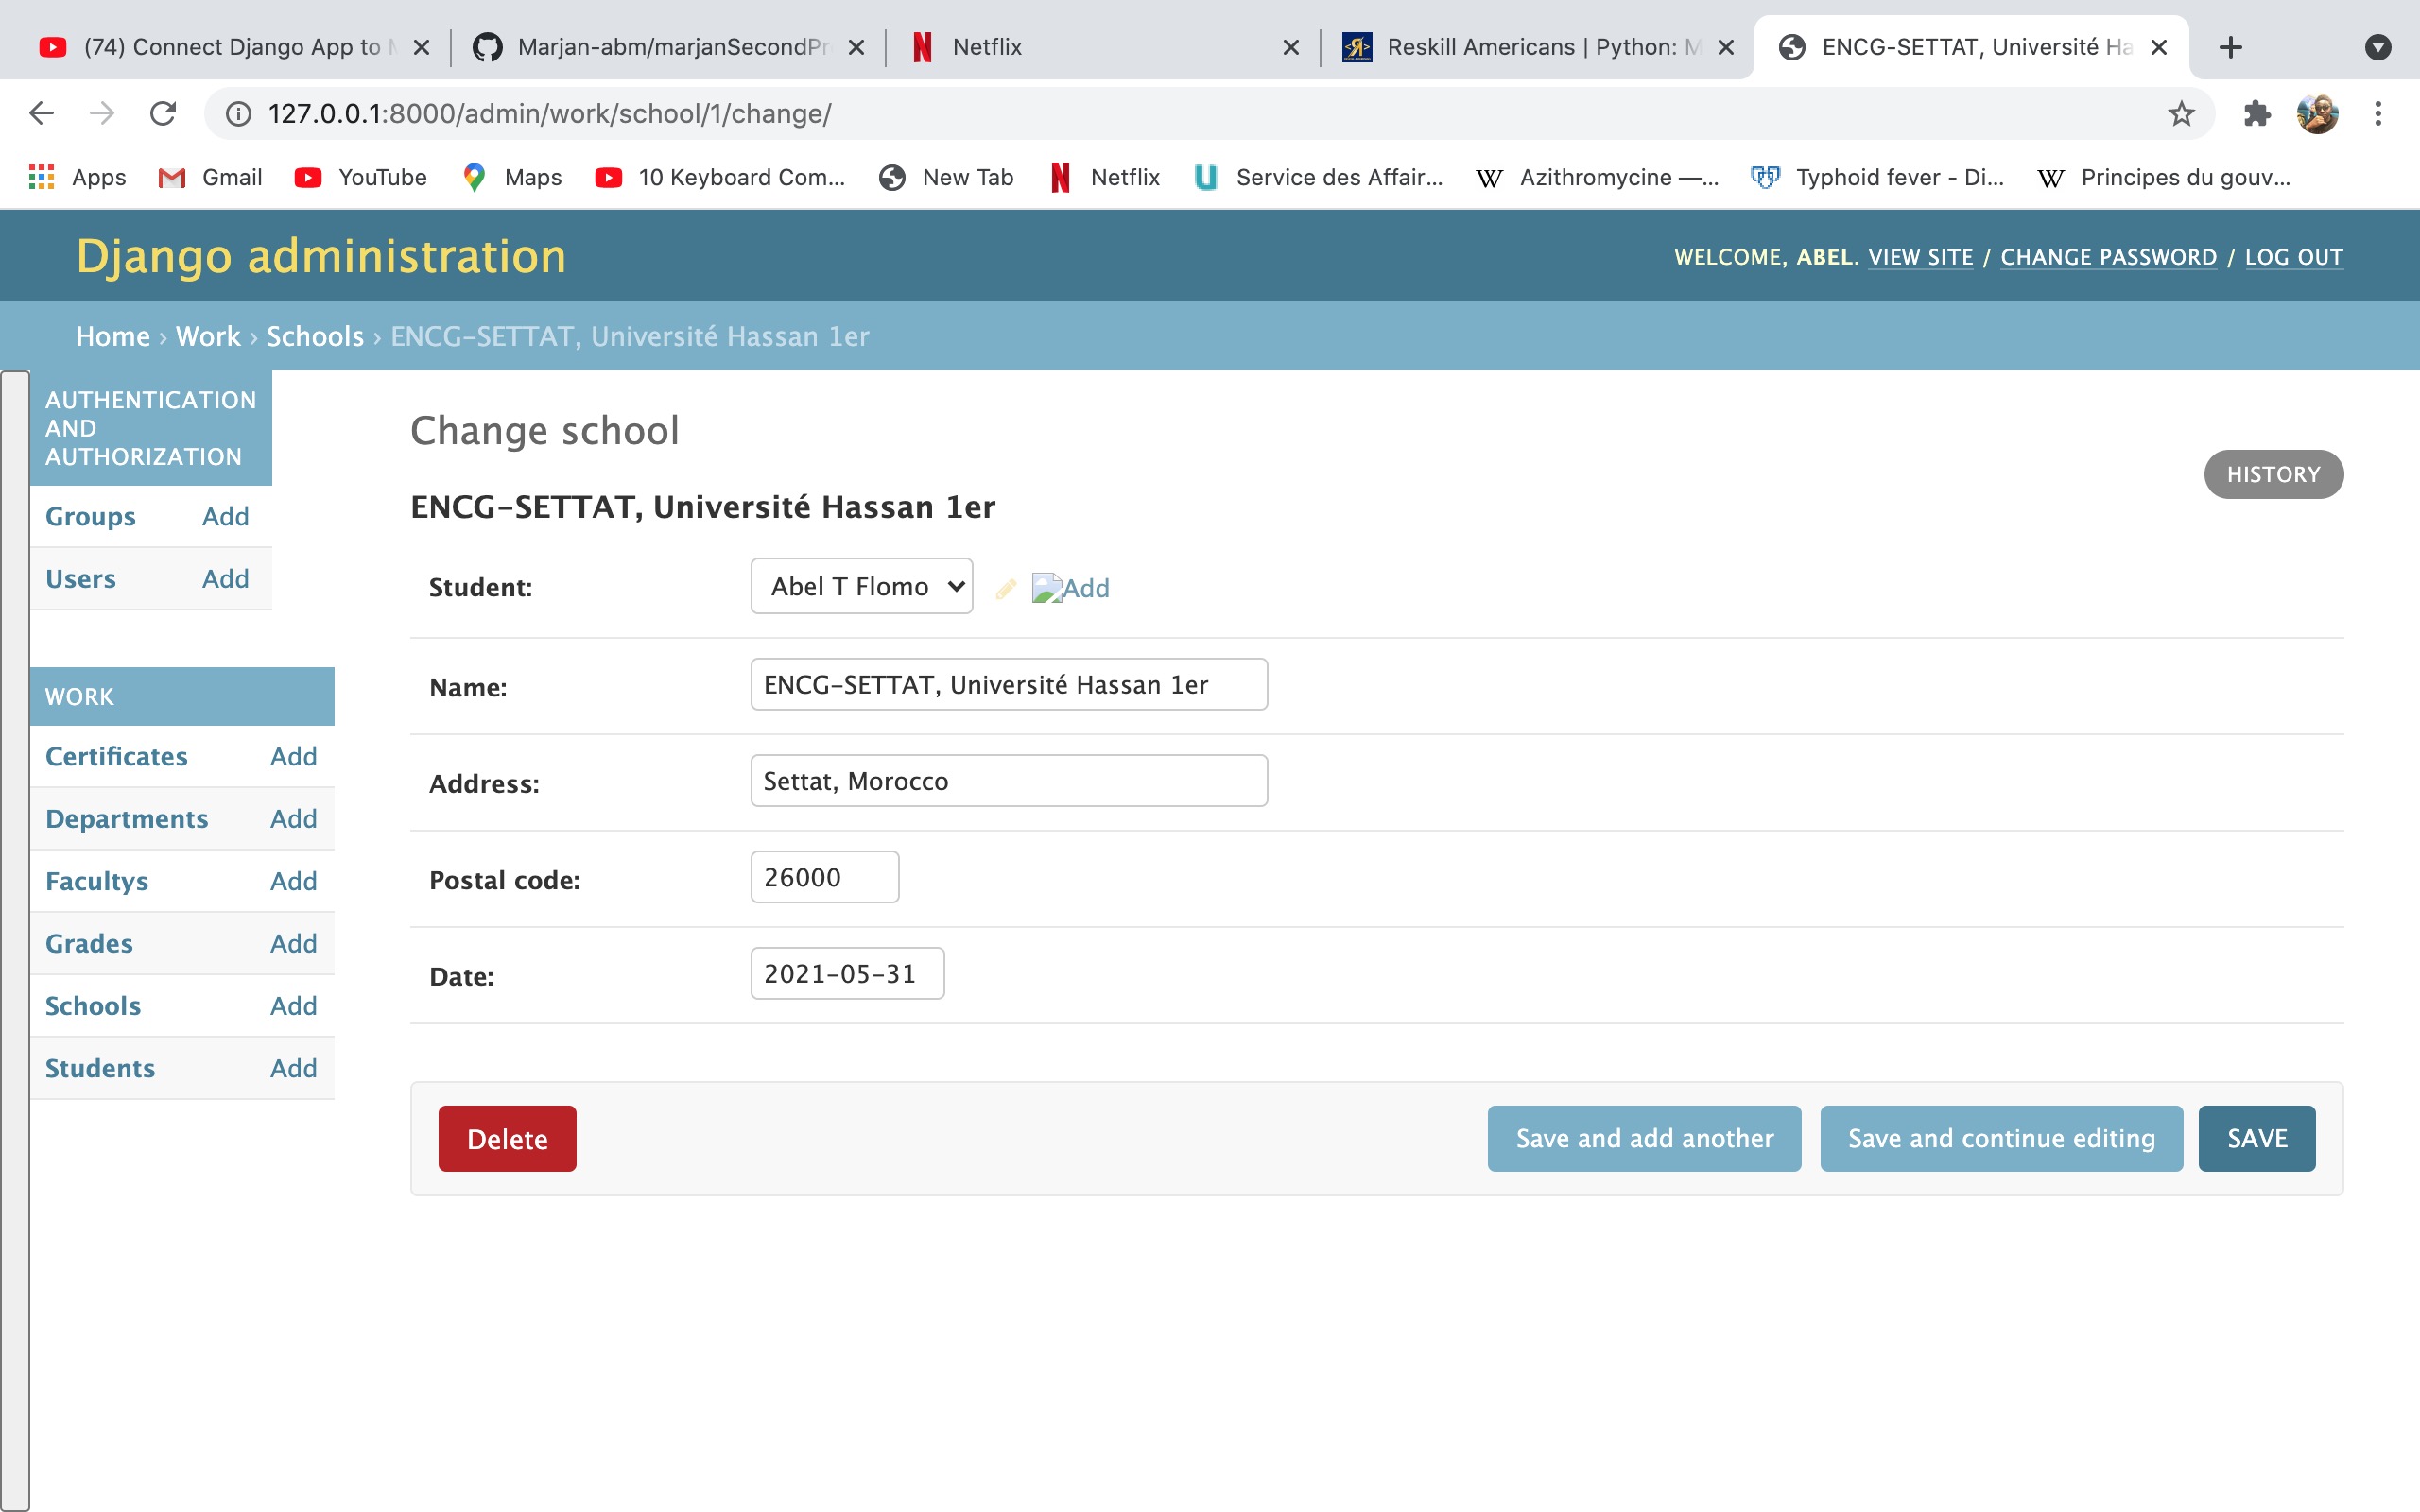 (74) Connect Django App to
Marjan-abm/marjanSecondPr
Netflix
Reskill Americans | Python: M
ENCG-SETTAT, Université Ha
127.0.0.1:8000/admin/work/school/1/change/
Apps
Gmail
YouTube
Maps
10 Keyboard Com...
New Tab
Netflix
Service des Affair...
Azithromycine —...
Typhoid fever - Di...
Principes du gouv...
Django administration
WELCOME, ABEL. VIEW SITE / CHANGE PASSWORD / LOG OUT
Home › Work › Schools › ENCG-SETTAT, Université Hassan 1er
AUTHENTICATION
AND
AUTHORIZATION
Groups Add
Users Add
WORK
Certificates Add
Departments Add
Facultys Add
Grades Add
Schools Add
Students Add
Change school
HISTORY
ENCG-SETTAT, Université Hassan 1er
Student: Abel T Flomo Add
Name: ENCG-SETTAT, Université Hassan 1er
Address: Settat, Morocco
Postal code: 26000
Date: 2021-05-31
Delete
Save and add another
Save and continue editing
SAVE